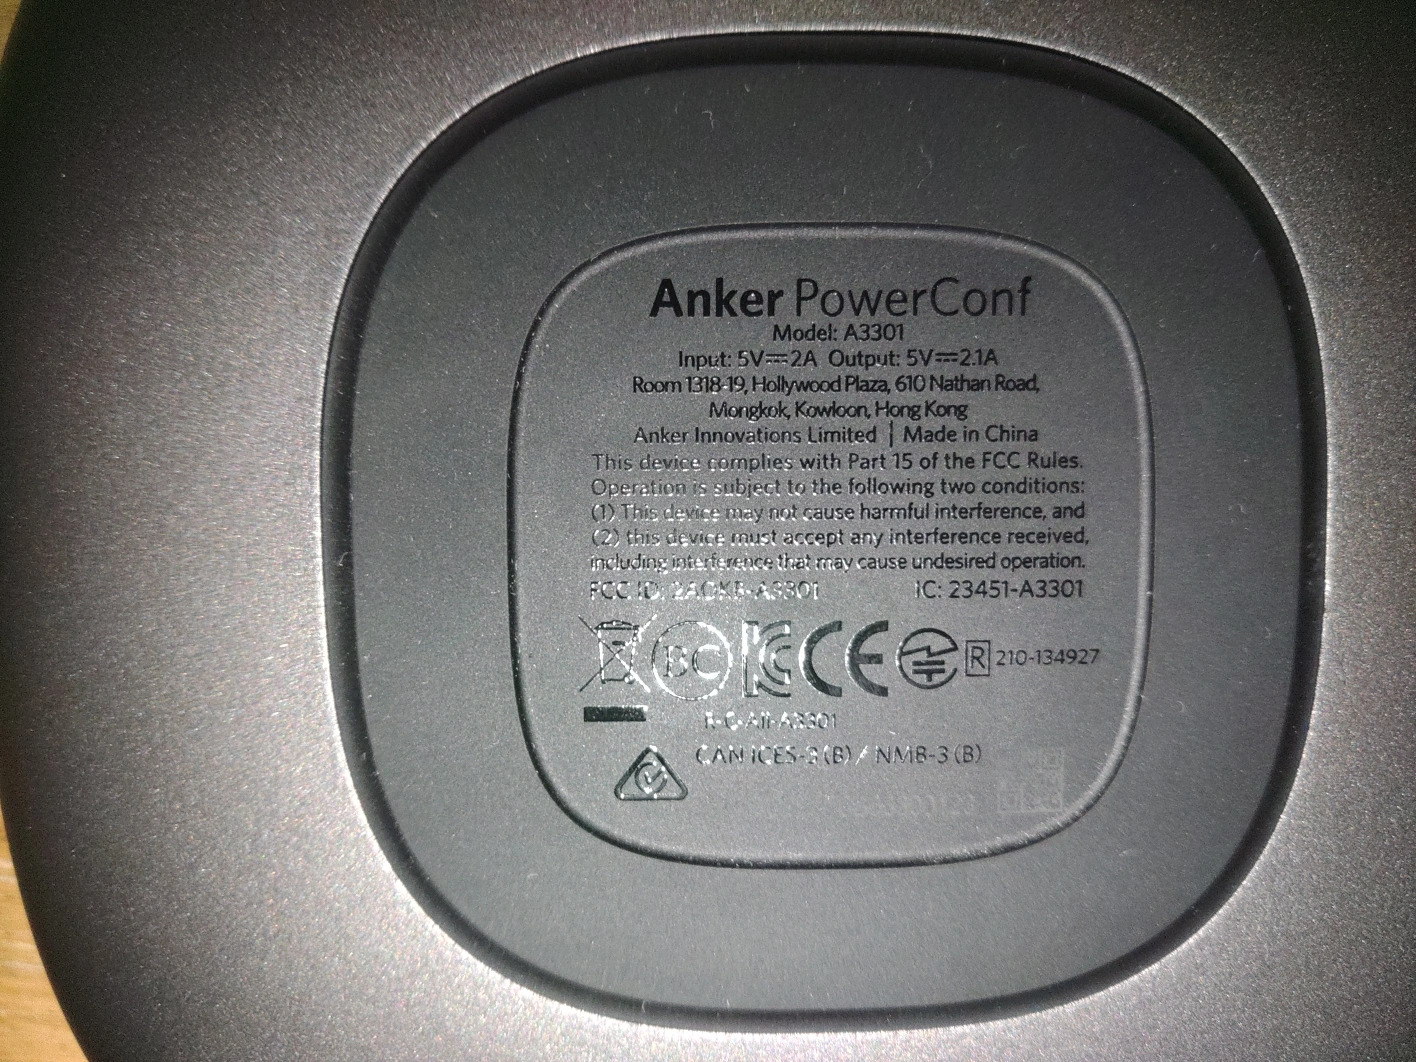 Anker PowerConf
Model: A3301
Input: 5V⎓2A Output: 5V⎓2.1A
Room 1318-19, Hollywood Plaza, 610 Nathan Road,
Mongkok, Kowloon, Hong Kong
Anker Innovations Limited | Made in China
This device complies with Part 15 of the FCC Rules.
Operation is subject to the following two conditions:
(1) This device may not cause harmful interference, and
(2) this device must accept any interference received,
including interference that may cause undesired operation.
FCC ID: 2AOKB-A3301 IC: 23451-A3301
BC KC CE R 210-134927
R-C-AII-A3301
CAN ICES-3 (B) / NMB-3 (B)